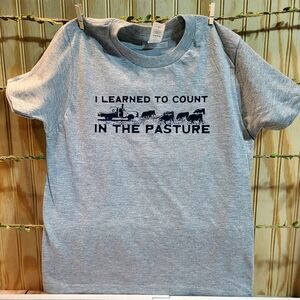 I LEARNED TO COUNT
IN THE PASTURE